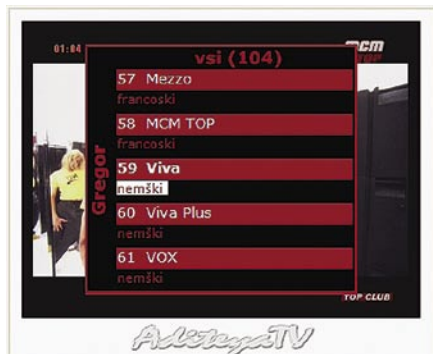 01:04
vsi (104)
mcm
TOP
Gregor
57 Mezzo
francoski
58 MCM TOP
francoski
59 Viva
nemški
60 Viva Plus
nemški
61 VOX
nemški
TOP CLUB
AditeyaTV